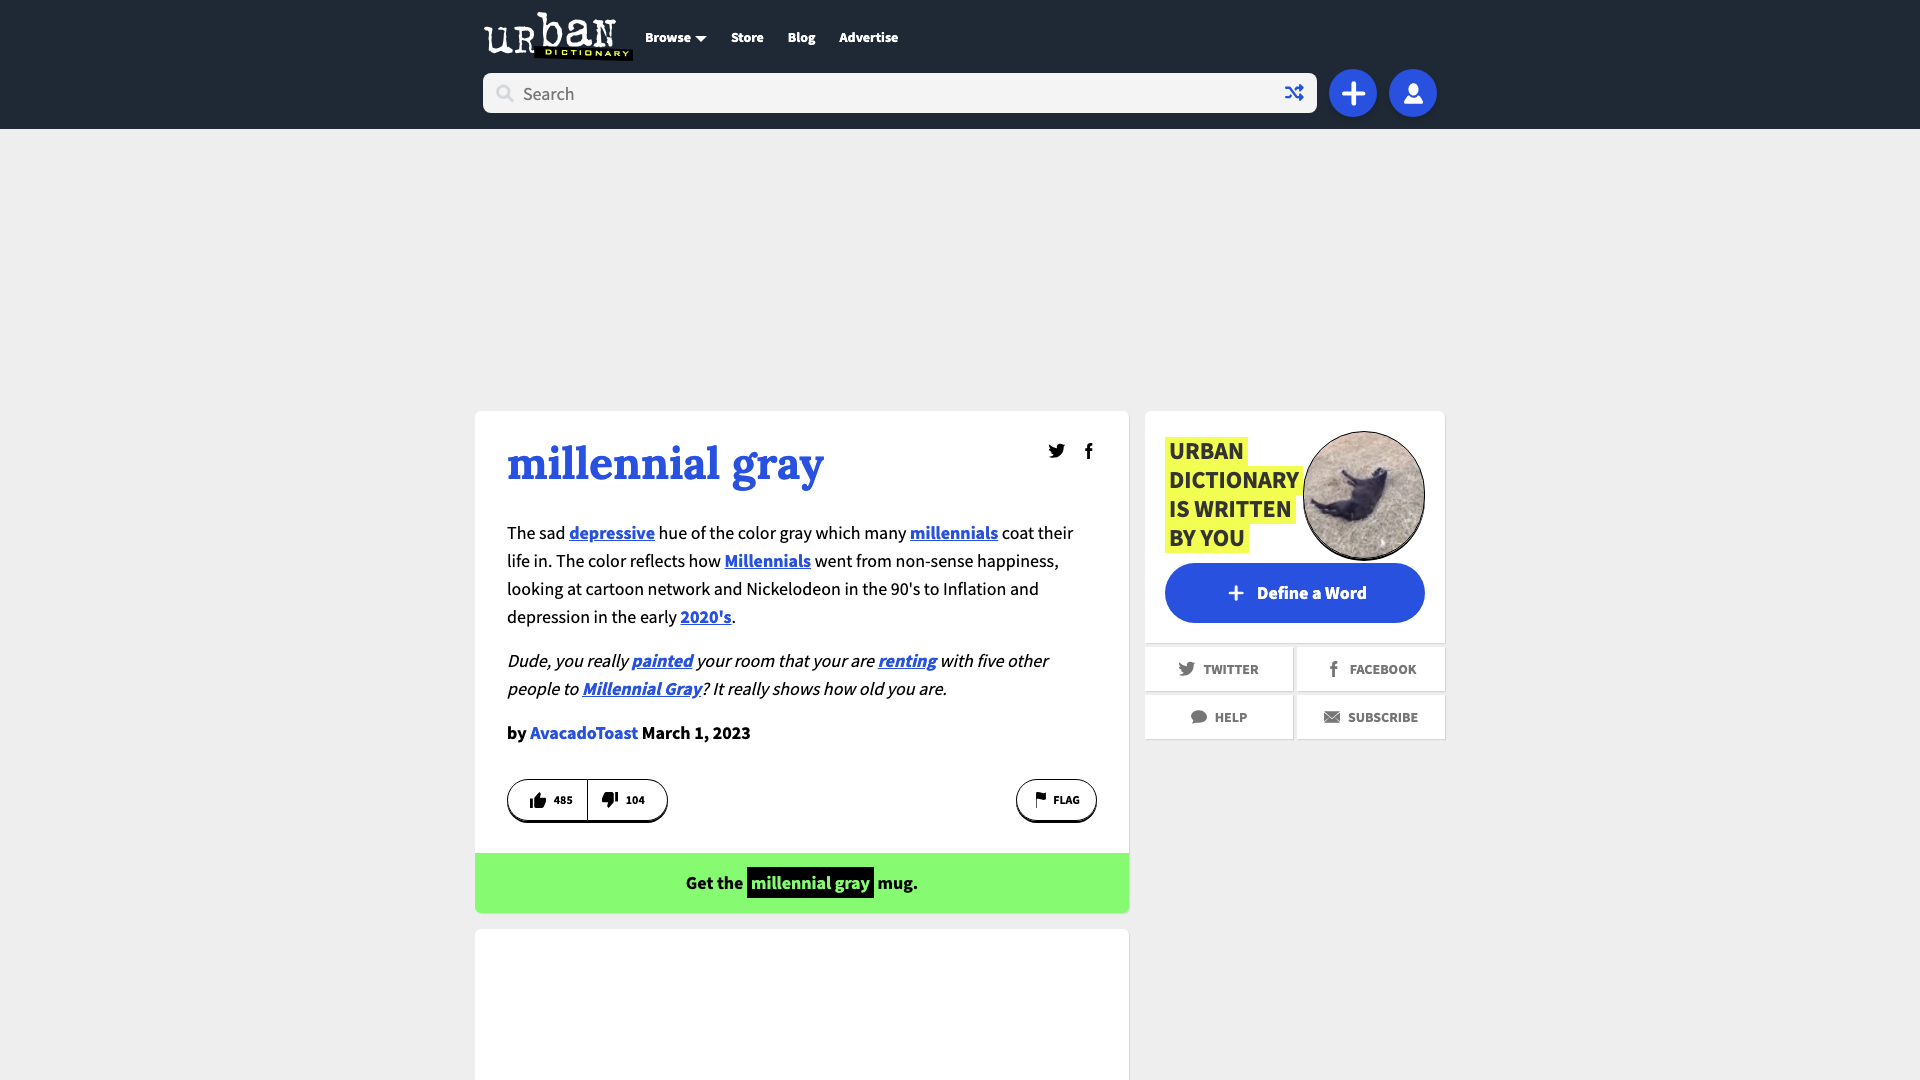 urban
DICTIONARY
Browse
Store
Blog
Advertise
Search
millennial gray
The sad depressive hue of the color gray which many millennials coat their
life in. The color reflects how Millennials went from non-sense happiness,
looking at cartoon network and Nickelodeon in the 90's to Inflation and
depression in the early 2020's.
Dude, you really painted your room that your are renting with five other
people to Millennial Gray? It really shows how old you are.
by AvacadoToast March 1, 2023
485
104
FLAG
Get the millennial gray mug.
URBAN
DICTIONARY
IS WRITTEN
BY YOU
Define a Word
TWITTER
FACEBOOK
HELP
SUBSCRIBE